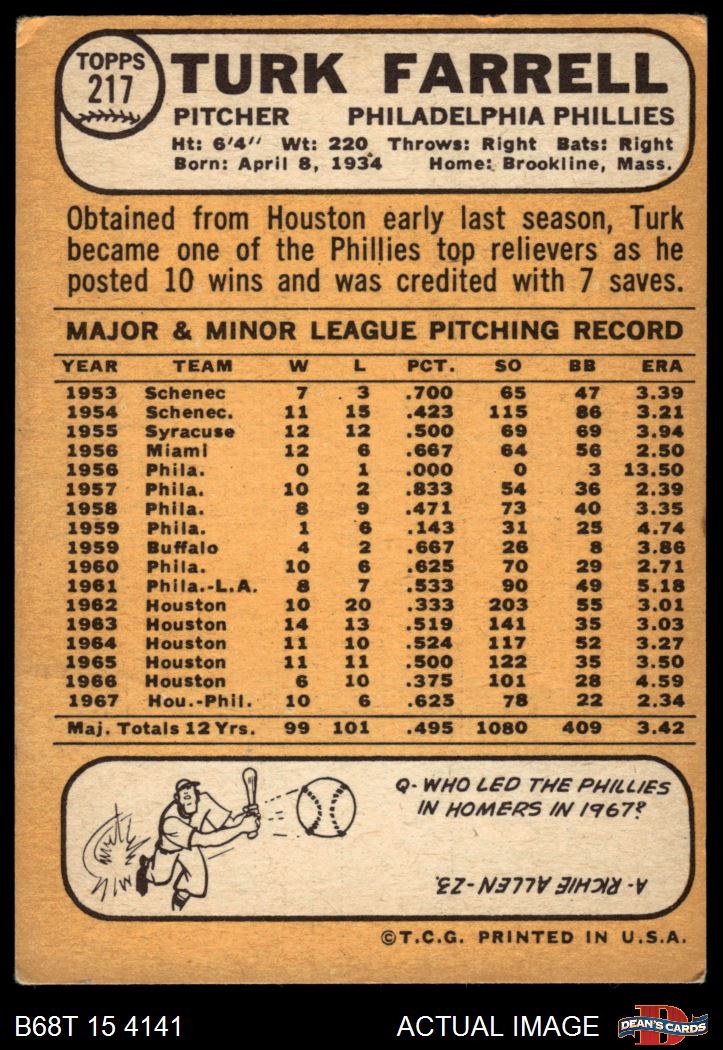 TOPPS
217
TURK FARRELL
PITCHER PHILADELPHIA PHILLIES
Ht: 6'4" Wt: 220 Throws: Right Bats: Right
Born: April 8, 1934 Home: Brookline, Mass.
Obtained from Houston early last season, Turk
became one of the Phillies top relievers as he
posted 10 wins and was credited with 7 saves.
MAJOR & MINOR LEAGUE PITCHING RECORD
YEAR TEAM W L PCT. SO BB ERA
1953 Schenec 7 3 .700 65 47 3.39
1954 Schenec. 11 15 .423 115 86 3.21
1955 Syracuse 12 12 .500 69 69 3.94
1956 Miami 12 6 .667 64 56 2.50
1956 Phila. 0 1 .000 0 3 13.50
1957 Phila. 10 2 .833 54 36 2.39
1958 Phila. 8 9 .471 73 40 3.35
1959 Phila. 1 6 .143 31 25 4.74
1959 Buffalo 4 2 .667 26 8 3.86
1960 Phila. 10 6 .625 70 29 2.71
1961 Phila.-L.A. 8 7 .533 90 49 5.18
1962 Houston 10 20 .333 203 55 3.01
1963 Houston 14 13 .519 141 35 3.03
1964 Houston 11 10 .524 117 52 3.27
1965 Houston 11 11 .500 122 35 3.50
1966 Houston 6 10 .375 101 28 4.59
1967 Hou.-Phil. 10 6 .625 78 22 2.34
Maj. Totals 12 Yrs. 99 101 .495 1080 409 3.42
Q- WHO LED THE PHILLIES
IN HOMERS IN 1967?
A- RICHIE ALLEN-23.
©T.C.G. PRINTED IN U.S.A.
B68T 15 4141 ACTUAL IMAGE
DEAN'S CARDS